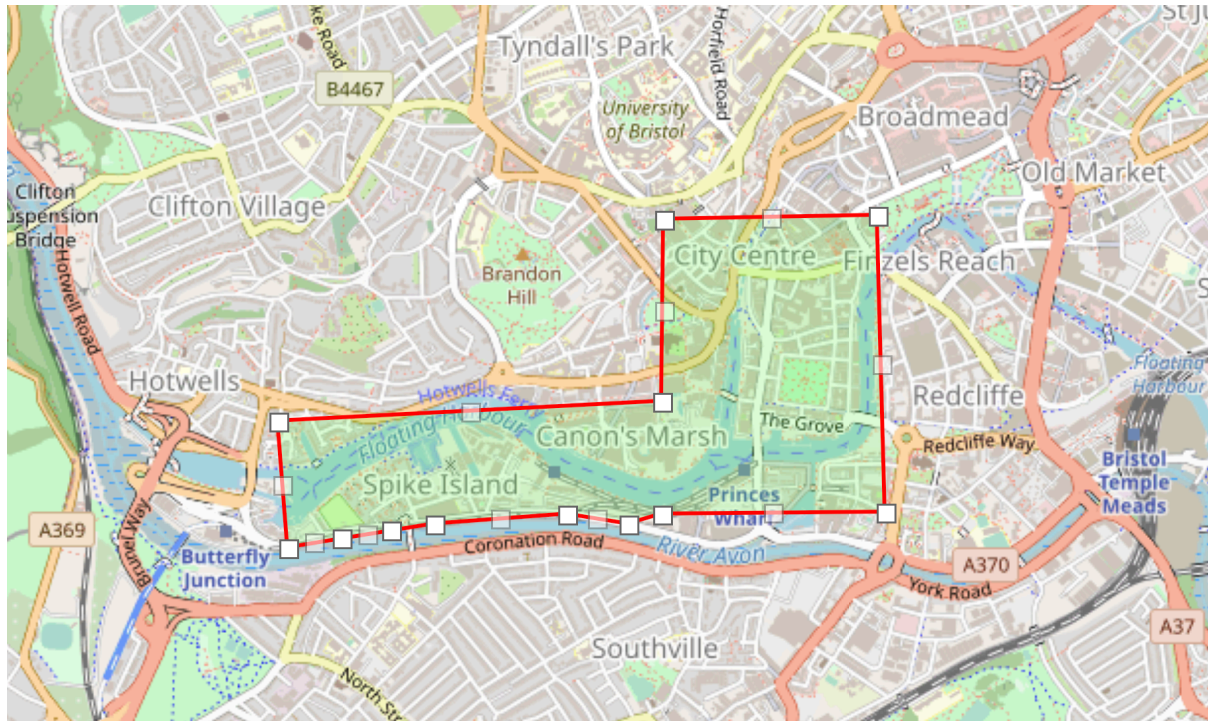 St Ju
Tyndall's Park
Horfield Road
B4467
University
of Bristol
Broadmead
Old Market
Clifton
uspension
Bridge
Clifton Village
City Centre
Finzels Reach
Brandon
Hill
Hotwell Road
Hotwells
Hotwells Ferry
Floating
Harbour
Redcliffe
Floating Harbour
Canon's Marsh
The Grove
Redcliffe Way
Bristol
Temple
Meads
Spike Island
Princes
Wharf
A369
Brunel Way
Butterfly
Junction
Coronation Road
River Avon
A370
York Road
A37
Southville
North Str